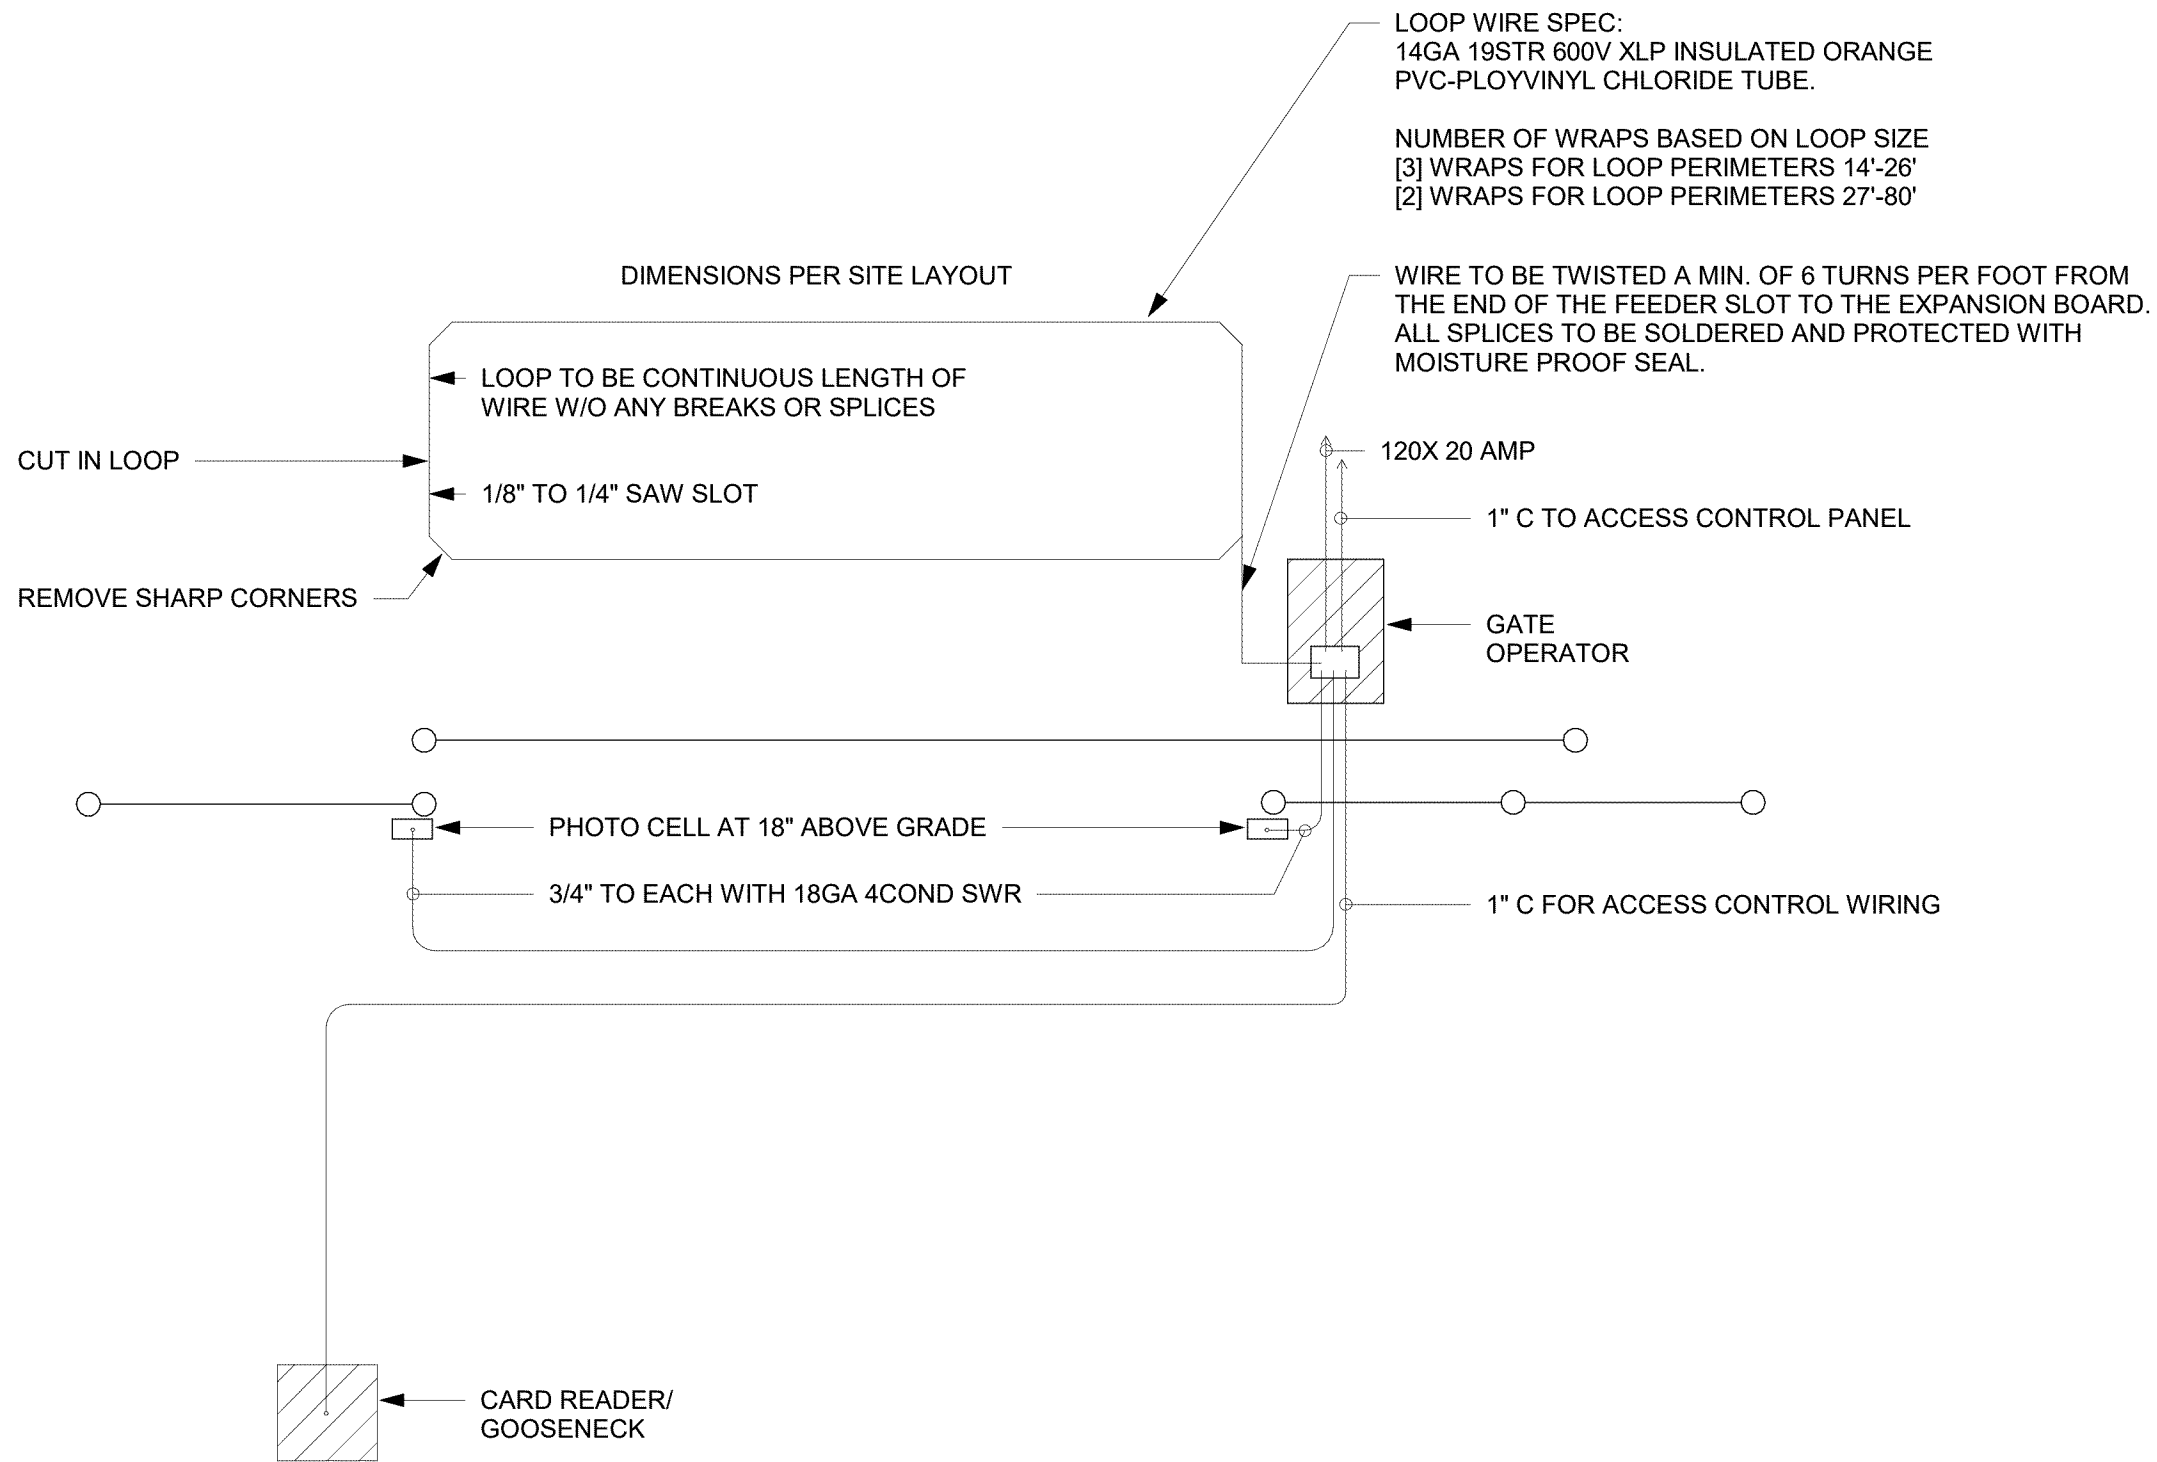 LOOP WIRE SPEC:
14GA 19STR 600V XLP INSULATED ORANGE
PVC-PLOYVINYL CHLORIDE TUBE.
NUMBER OF WRAPS BASED ON LOOP SIZE
[3] WRAPS FOR LOOP PERIMETERS 14'-26'
[2] WRAPS FOR LOOP PERIMETERS 27'-80'
DIMENSIONS PER SITE LAYOUT
WIRE TO BE TWISTED A MIN. OF 6 TURNS PER FOOT FROM
THE END OF THE FEEDER SLOT TO THE EXPANSION BOARD.
ALL SPLICES TO BE SOLDERED AND PROTECTED WITH
MOISTURE PROOF SEAL.
LOOP TO BE CONTINUOUS LENGTH OF
WIRE W/O ANY BREAKS OR SPLICES
CUT IN LOOP
1/8" TO 1/4" SAW SLOT
120X 20 AMP
1" C TO ACCESS CONTROL PANEL
REMOVE SHARP CORNERS
GATE
OPERATOR
PHOTO CELL AT 18" ABOVE GRADE
3/4" TO EACH WITH 18GA 4COND SWR
1" C FOR ACCESS CONTROL WIRING
CARD READER/
GOOSENECK